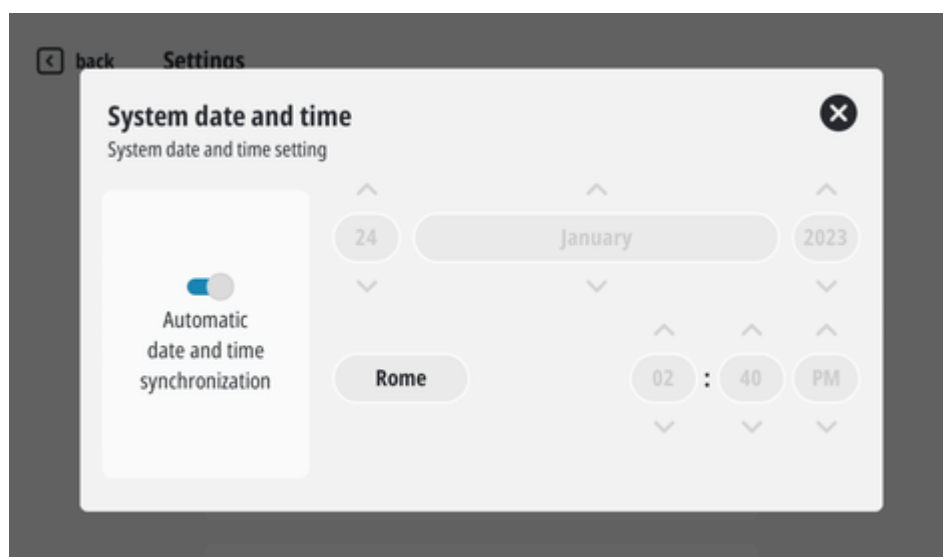 back Settings
System date and time
System date and time setting
24 January 2023
Automatic
date and time
synchronization
Rome 02 : 40 PM